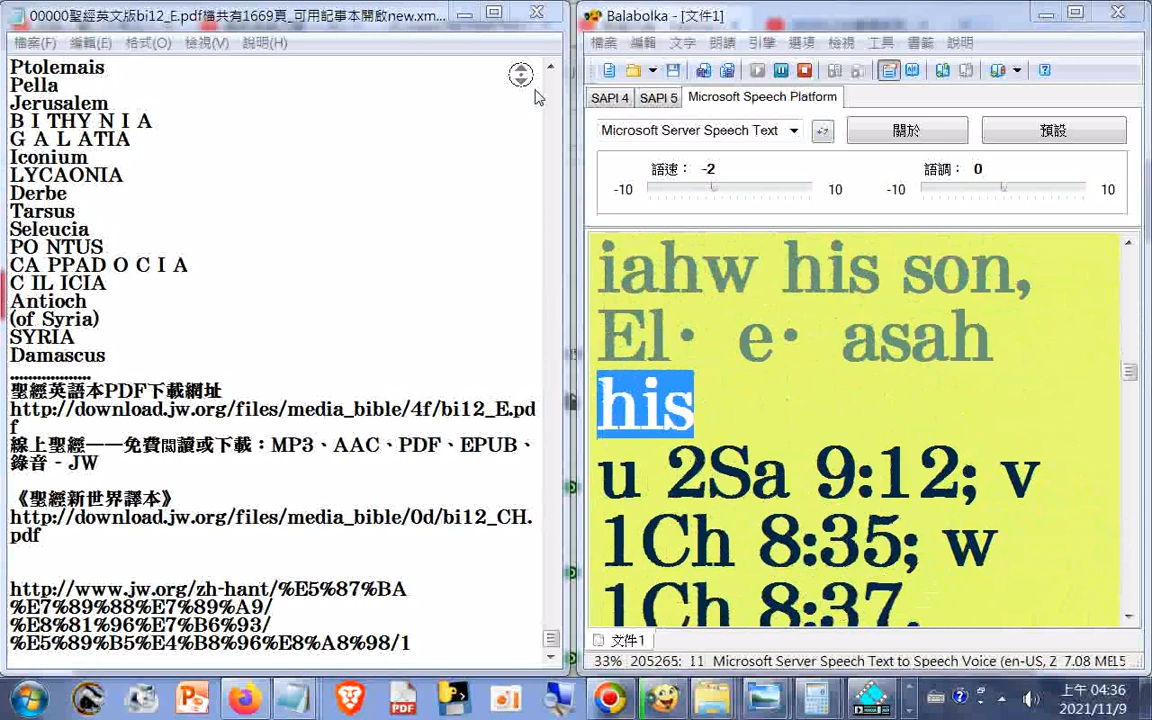 00000聖經英文版bi12_E.pdf檔共有1669頁_可用記事本開啟new.xm...
檔案(F) 編輯(E) 格式(O) 檢視(V) 說明(H)
Ptolemais
Pella
Jerusalem
B I THY N I A
G A L ATIA
Iconium
LYCAONIA
Derbe
Tarsus
Seleucia
PO NTUS
CA PPAD O C I A
C IL ICIA
Antioch
(of Syria)
SYRIA
Damascus
..................
聖經英語本PDF下載網址
http://download.jw.org/files/media_bible/4f/bi12_E.pd
f
線上聖經——免費閱讀或下載：MP3、AAC、PDF、EPUB、
錄音 - JW
《聖經新世界譯本》
http://download.jw.org/files/media_bible/0d/bi12_CH.
pdf
http://www.jw.org/zh-hant/%E5%87%BA
%E7%89%88%E7%89%A9/
%E8%81%96%E7%B6%93/
%E5%89%B5%E4%B8%96%E8%A8%98/1
Balabolka - [文件1]
檔案 編輯 文字 朗讀 引擎 選項 檢視 工具 書籤 說明
SAPI 4 SAPI 5 Microsoft Speech Platform
Microsoft Server Speech Text 關於 預設
語速： -2 語調： 0
-10 10 -10 10
iahw his son,
El· e· asah
his
u 2Sa 9:12; v
1Ch 8:35; w
1Ch 8:37.
文件1
33% 205265: 11 Microsoft Server Speech Text to Speech Voice (en-US, Z 7.08 МЕ15
上午 04:36
2021/11/9